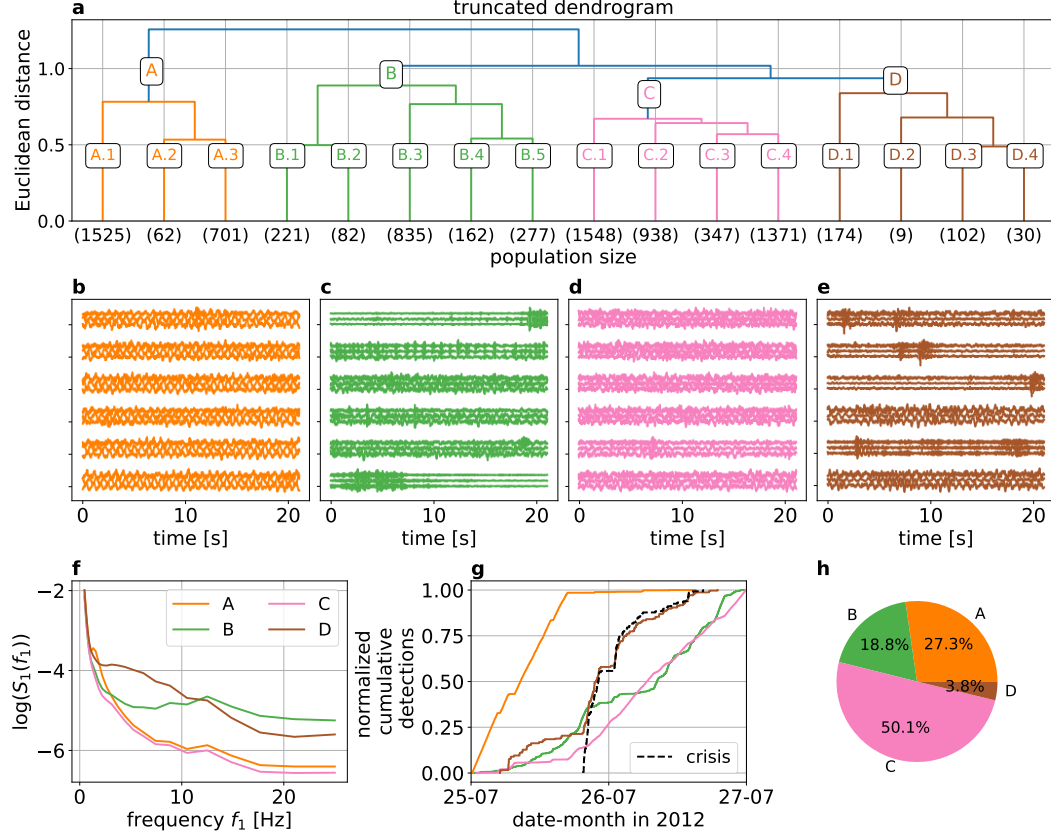 a truncated dendrogram
Euclidean distance
1.0
0.5
0.0
A
B
C
D
A.1 A.2 A.3 B.1 B.2 B.3 B.4 B.5 C.1 C.2 C.3 C.4 D.1 D.2 D.3 D.4
(1525) (62) (701) (221) (82) (835) (162) (277) (1548) (938) (347) (1371) (174) (9) (102) (30)
population size
b c d e
0 10 20 0 10 20 0 10 20 0 10 20
time [s] time [s] time [s] time [s]
f
log(S₁(f₁))
−2
−4
−6
A C
B D
0 10 20
frequency f₁ [Hz]
g
normalized
cumulative
detections
1.00
0.75
0.50
0.25
0.00
crisis
25-07 26-07 27-07
date-month in 2012
h
A
27.3%
B
18.8%
C
50.1%
D
3.8%